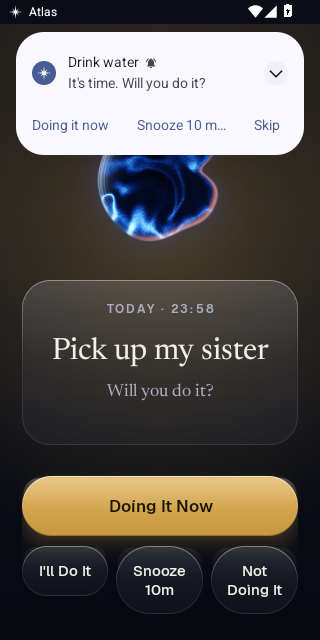 Atlas
Drink water
It's time. Will you do it?
Doing it now Snooze 10 m… Skip
TODAY · 23:58
Pick up my sister
Will you do it?
Doing It Now
I'll Do It
Snooze
10m
Not
Doing It